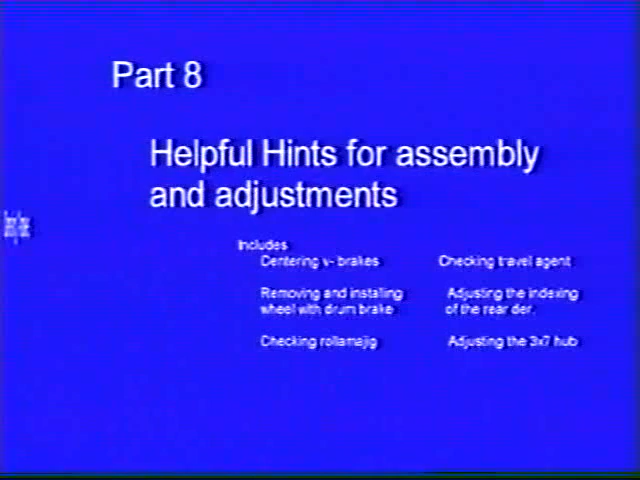 Part 8
Helpful Hints for assembly
and adjustments
Includes
Centering v- brakes
Checking travel agent
Removing and installing
wheel with drum brake
Adjusting the indexing
of the rear der.
Checking rollamajig
Adjusting the 3x7 hub